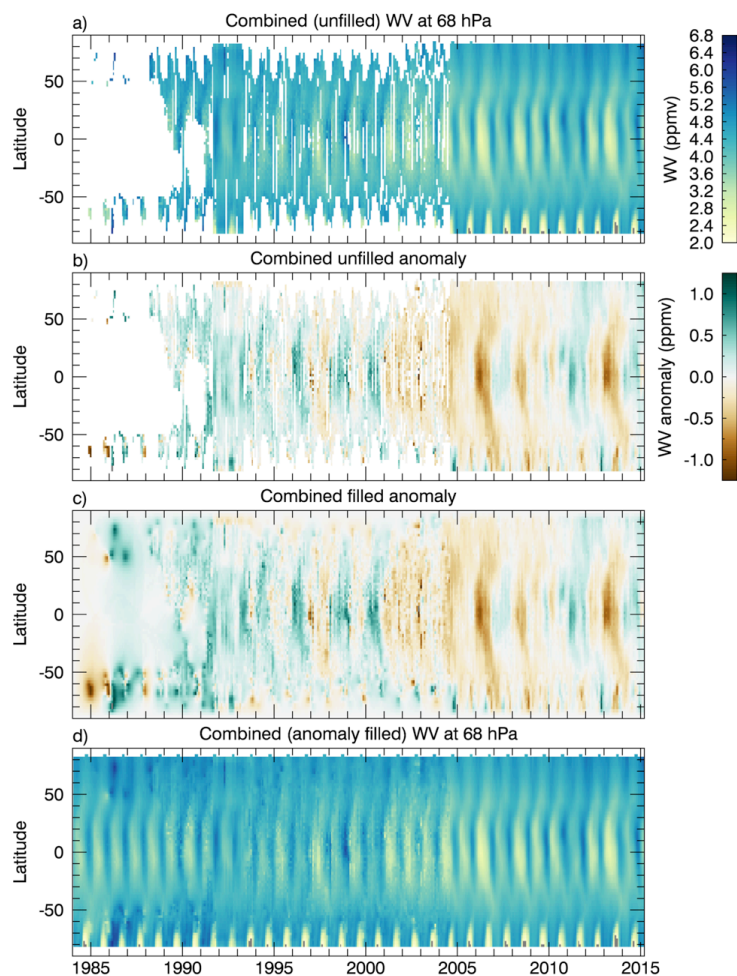 a) Combined (unfilled) WV at 68 hPa
50
0
-50
Latitude
6.8
6.4
6.0
5.6
5.2
4.8
4.4
4.0
3.6
3.2
2.8
2.4
2.0
WV (ppmv)
b) Combined unfilled anomaly
50
0
-50
Latitude
1.0
0.5
0.0
-0.5
-1.0
WV anomaly (ppmv)
c) Combined filled anomaly
50
0
-50
Latitude
d) Combined (anomaly filled) WV at 68 hPa
50
0
-50
Latitude
1985 1990 1995 2000 2005 2010 2015